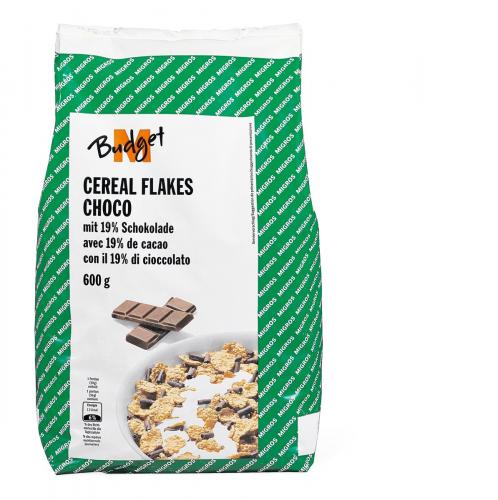 M Budget
CEREAL FLAKES
CHOCO
mit 19% Schokolade
avec 19% de cacao
con il 19% di cioccolato
600 g
MIGROS